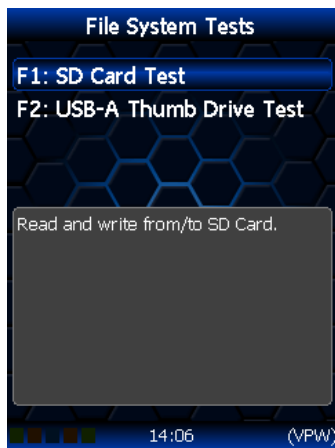 File System Tests
F1: SD Card Test
F2: USB-A Thumb Drive Test
Read and write from/to SD Card.
14:06 (VPW)